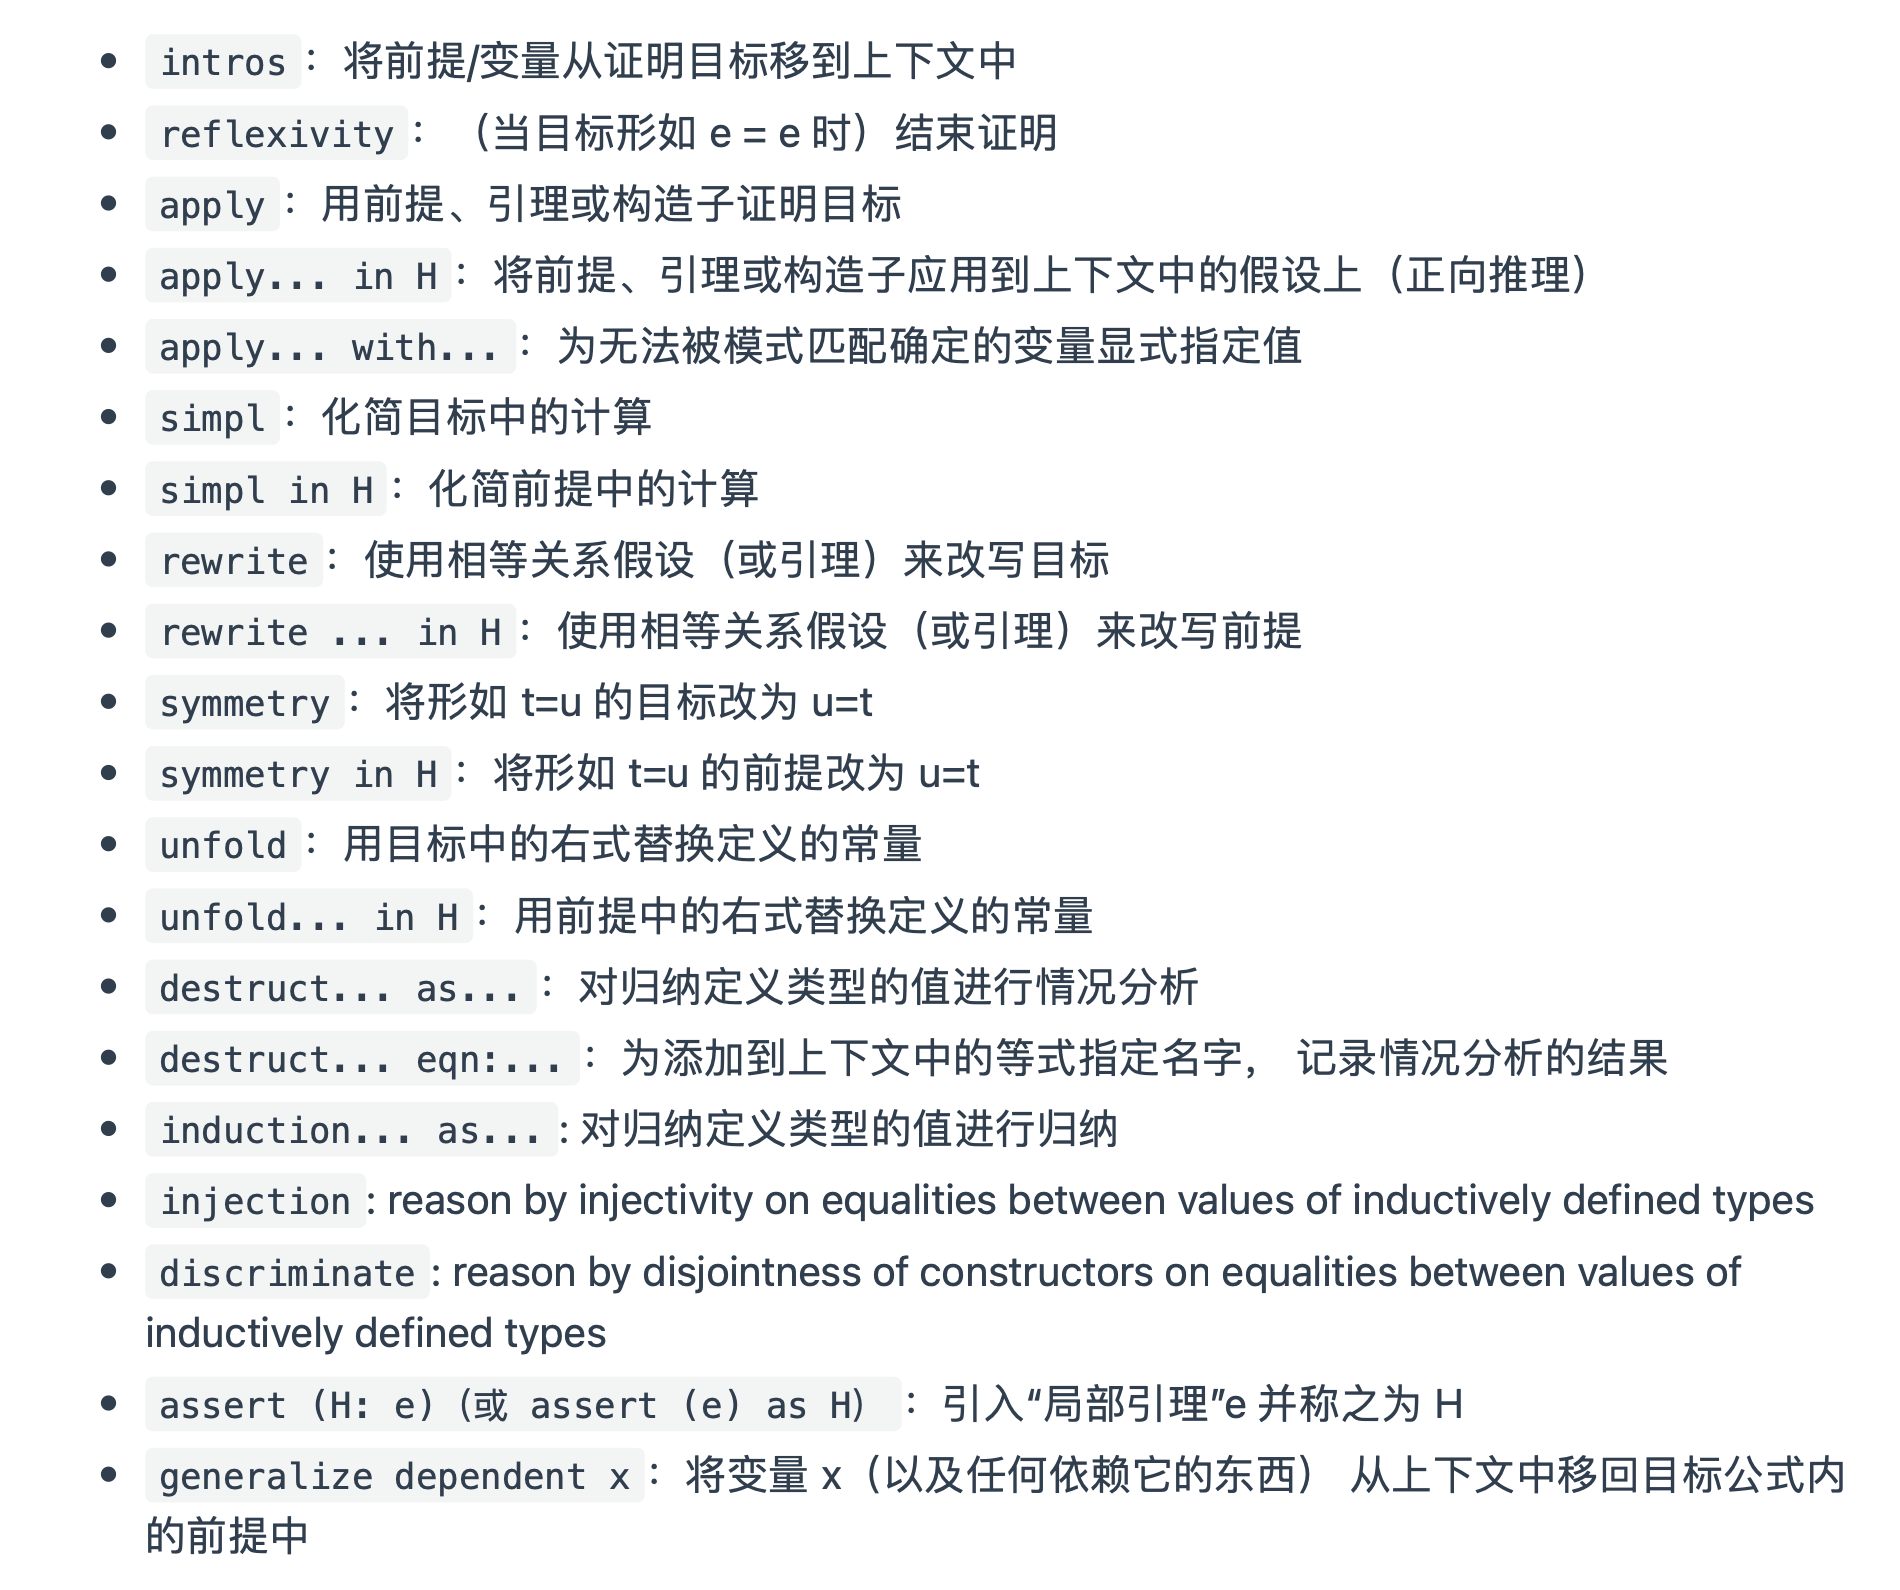 intros：将前提/变量从证明目标移到上下文中
reflexivity：（当目标形如 e = e 时）结束证明
apply：用前提、引理或构造子证明目标
apply... in H：将前提、引理或构造子应用到上下文中的假设上（正向推理）
apply... with...：为无法被模式匹配确定的变量显式指定值
simpl：化简目标中的计算
simpl in H：化简前提中的计算
rewrite：使用相等关系假设（或引理）来改写目标
rewrite ... in H：使用相等关系假设（或引理）来改写前提
symmetry：将形如 t=u 的目标改为 u=t
symmetry in H：将形如 t=u 的前提改为 u=t
unfold：用目标中的右式替换定义的常量
unfold... in H：用前提中的右式替换定义的常量
destruct... as...：对归纳定义类型的值进行情况分析
destruct... eqn:...：为添加到上下文中的等式指定名字， 记录情况分析的结果
induction... as...: 对归纳定义类型的值进行归纳
injection: reason by injectivity on equalities between values of inductively defined types
discriminate: reason by disjointness of constructors on equalities between values of
inductively defined types
assert (H: e)（或 assert (e) as H）：引入“局部引理”e 并称之为 H
generalize dependent x：将变量 x（以及任何依赖它的东西） 从上下文中移回目标公式内
的前提中